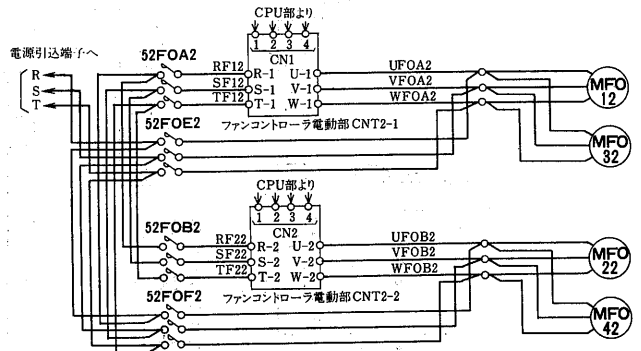 CPU部より
1 2 3 4
CN1
電源引込端子へ
R
S
T
52FOA2
RF12
SF12
TF12
R-1 U-1
S-1 V-1
T-1 W-1
UFOA2
VFOA2
WFOA2
MFO
12
ファンコントローラ電動部CNT2-1
52FOE2
MFO
32
CPU部より
1 2 3 4
CN2
52FOB2
RF22
SF22
TF22
R-2 U-2
S-2 V-2
T-2 W-2
UFOB2
VFOB2
WFOB2
MFO
22
ファンコントローラ電動部CNT2-2
52FOF2
MFO
42